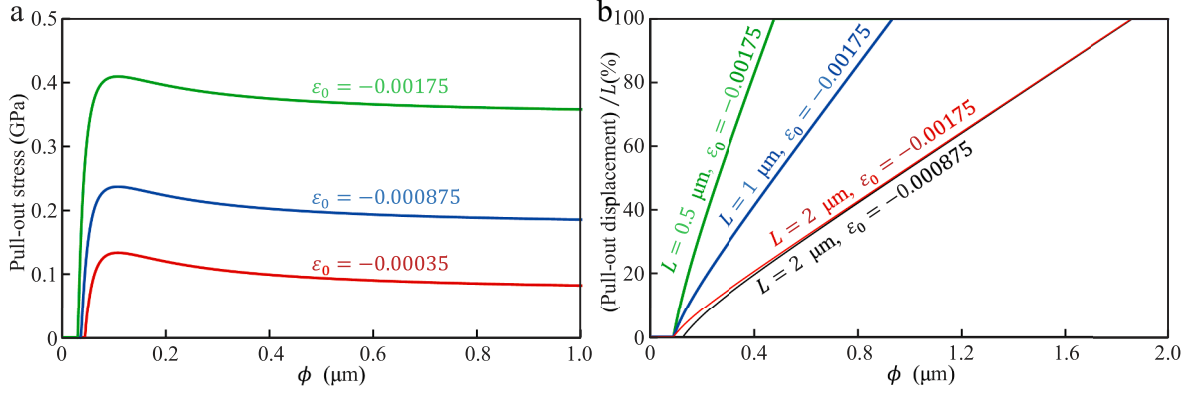 a
Pull-out stress (GPa)
0.5
0.4
0.3
0.2
0.1
0
ε₀ = −0.00175
ε₀ = −0.000875
ε₀ = −0.00035
0 0.2 0.4 0.6 0.8 1.0
ϕ (μm)
b
(Pull-out displacement) /L(%)
100
80
60
40
20
0
L = 0.5 μm, ε₀ = −0.00175
L = 1 μm, ε₀ = −0.00175
L = 2 μm, ε₀ = −0.00175
L = 2 μm, ε₀ = −0.000875
0 0.4 0.8 1.2 1.6 2.0
ϕ (μm)